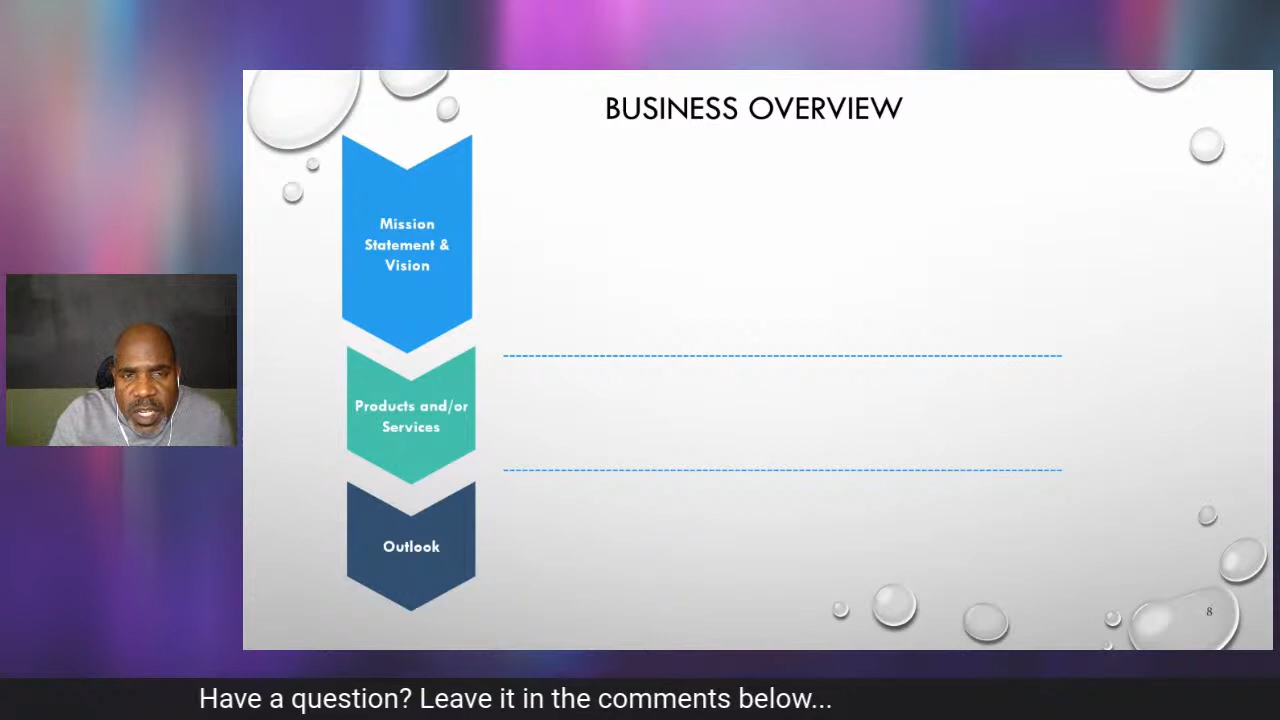 BUSINESS OVERVIEW
Mission
Statement &
Vision
Products and/or
Services
Outlook
8
Have a question? Leave it in the comments below...